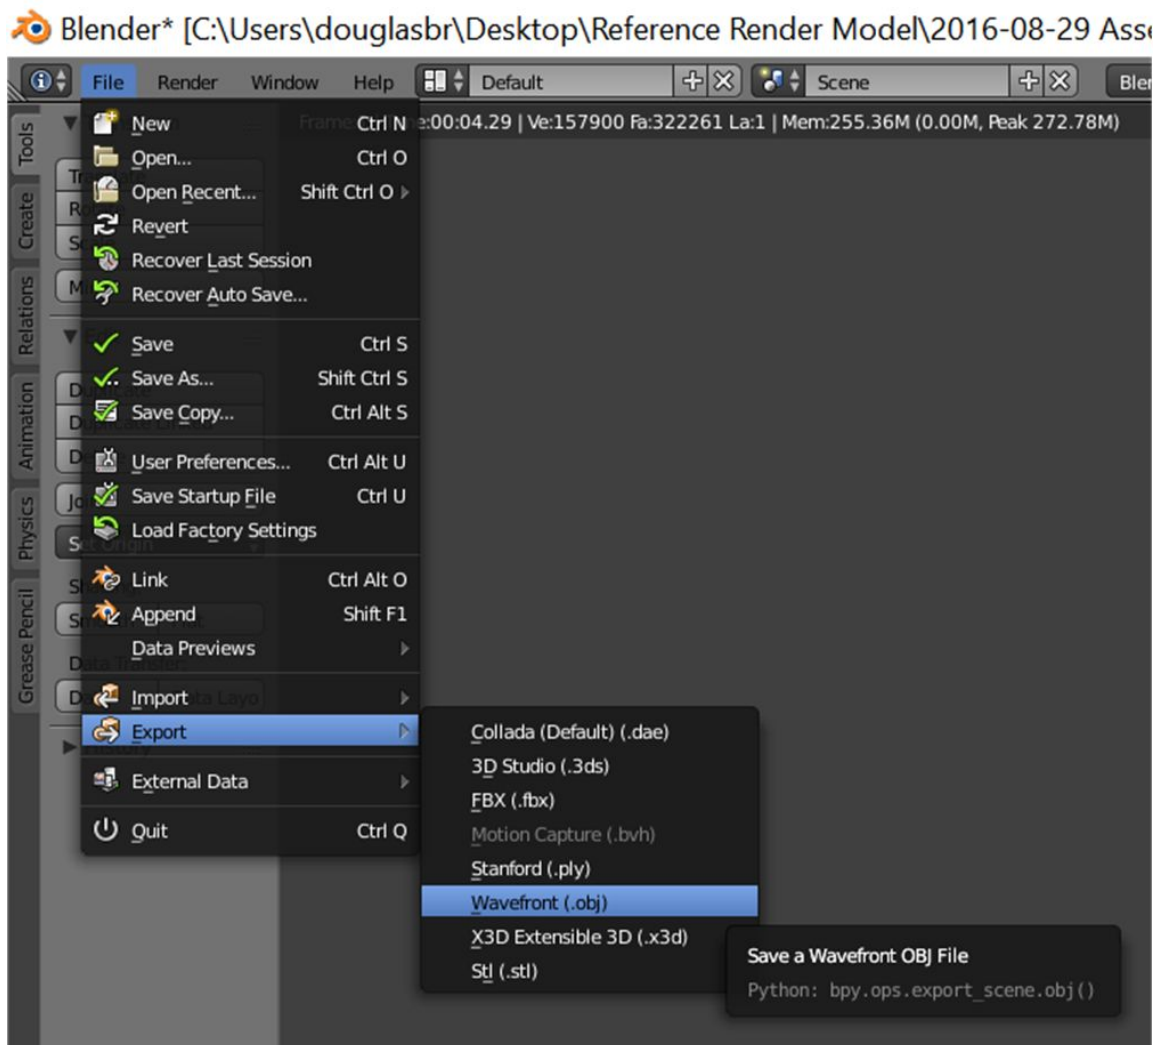 Blender* [C:\Users\douglasbr\Desktop\Reference Render Model\2016-08-29 Asse
File Render Window Help Default Scene Bler
e:00:04.29 | Ve:157900 Fa:322261 La:1 | Mem:255.36M (0.00M, Peak 272.78M)
Tools
Create
Relations
Animation
Physics
Grease Pencil
New Ctrl N
Open... Ctrl O
Open Recent... Shift Ctrl O
Revert
Recover Last Session
Recover Auto Save...
Save Ctrl S
Save As... Shift Ctrl S
Save Copy... Ctrl Alt S
User Preferences... Ctrl Alt U
Save Startup File Ctrl U
Load Factory Settings
Link Ctrl Alt O
Append Shift F1
Data Previews
Import
Export
External Data
Quit Ctrl Q
Collada (Default) (.dae)
3D Studio (.3ds)
FBX (.fbx)
Motion Capture (.bvh)
Stanford (.ply)
Wavefront (.obj)
X3D Extensible 3D (.x3d)
Stl (.stl)
Save a Wavefront OBJ File
Python: bpy.ops.export_scene.obj()